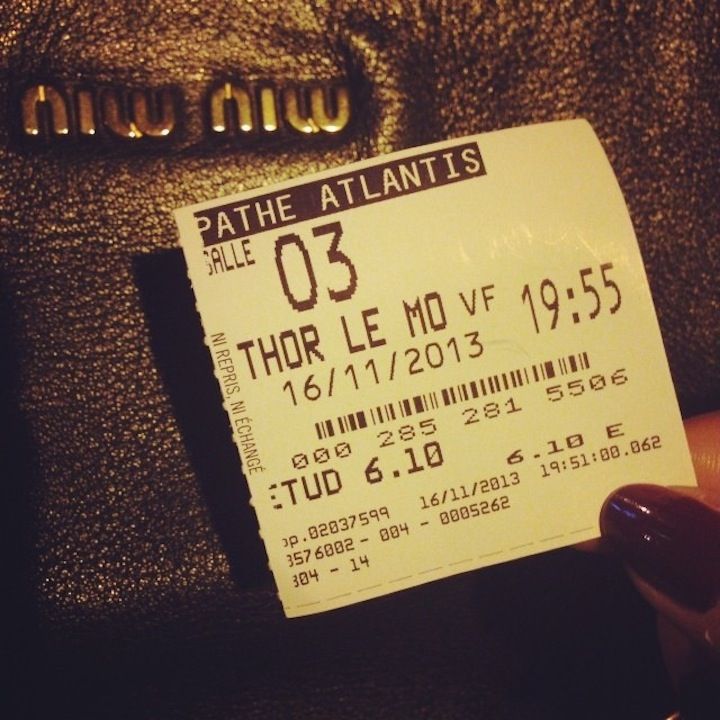 miu miu
PATHE ATLANTIS
SALLE 03
THOR LE MO VF 19:55
16/11/2013
000 285 281 5506
ETUD 6.10 6.10 E
op.02037599 16/11/2013 19:51:00.062
3576002 - 004 - 0005262
304 - 14
NI REPRIS, NI ÉCHANGÉ